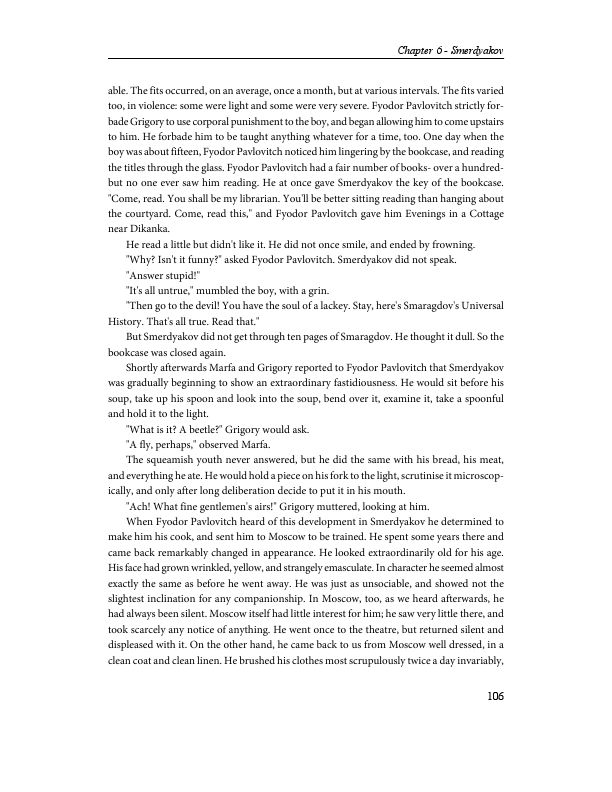 Chapter 6 - Smerdyakov
able. The fits occurred, on an average, once a month, but at various intervals. The fits varied
too, in violence: some were light and some were very severe. Fyodor Pavlovitch strictly for-
bade Grigory to use corporal punishment to the boy, and began allowing him to come upstairs
to him. He forbade him to be taught anything whatever for a time, too. One day when the
boy was about fifteen, Fyodor Pavlovitch noticed him lingering by the bookcase, and reading
the titles through the glass. Fyodor Pavlovitch had a fair number of books- over a hundred-
but no one ever saw him reading. He at once gave Smerdyakov the key of the bookcase.
"Come, read. You shall be my librarian. You'll be better sitting reading than hanging about
the courtyard. Come, read this," and Fyodor Pavlovitch gave him Evenings in a Cottage
near Dikanka.
He read a little but didn't like it. He did not once smile, and ended by frowning.
"Why? Isn't it funny?" asked Fyodor Pavlovitch. Smerdyakov did not speak.
"Answer stupid!"
"It's all untrue," mumbled the boy, with a grin.
"Then go to the devil! You have the soul of a lackey. Stay, here's Smaragdov's Universal
History. That's all true. Read that."
But Smerdyakov did not get through ten pages of Smaragdov. He thought it dull. So the
bookcase was closed again.
Shortly afterwards Marfa and Grigory reported to Fyodor Pavlovitch that Smerdyakov
was gradually beginning to show an extraordinary fastidiousness. He would sit before his
soup, take up his spoon and look into the soup, bend over it, examine it, take a spoonful
and hold it to the light.
"What is it? A beetle?" Grigory would ask.
"A fly, perhaps," observed Marfa.
The squeamish youth never answered, but he did the same with his bread, his meat,
and everything he ate. He would hold a piece on his fork to the light, scrutinise it microscop-
ically, and only after long deliberation decide to put it in his mouth.
"Ach! What fine gentlemen's airs!" Grigory muttered, looking at him.
When Fyodor Pavlovitch heard of this development in Smerdyakov he determined to
make him his cook, and sent him to Moscow to be trained. He spent some years there and
came back remarkably changed in appearance. He looked extraordinarily old for his age.
His face had grown wrinkled, yellow, and strangely emasculate. In character he seemed almost
exactly the same as before he went away. He was just as unsociable, and showed not the
slightest inclination for any companionship. In Moscow, too, as we heard afterwards, he
had always been silent. Moscow itself had little interest for him; he saw very little there, and
took scarcely any notice of anything. He went once to the theatre, but returned silent and
displeased with it. On the other hand, he came back to us from Moscow well dressed, in a
clean coat and clean linen. He brushed his clothes most scrupulously twice a day invariably,
106